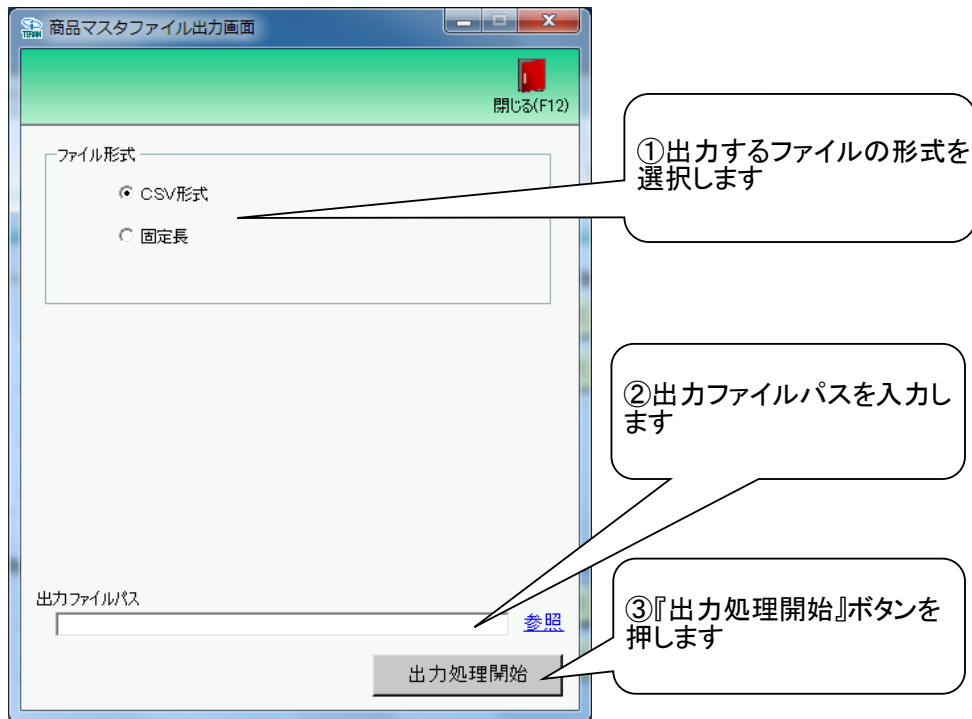 TERAN 商品マスタファイル出力画面
閉じる(F12)
ファイル形式
CSV形式
固定長
①出力するファイルの形式を
選択します
②出力ファイルパスを入力し
ます
出力ファイルパス
参照
③『出力処理開始』ボタンを
押します
出力処理開始